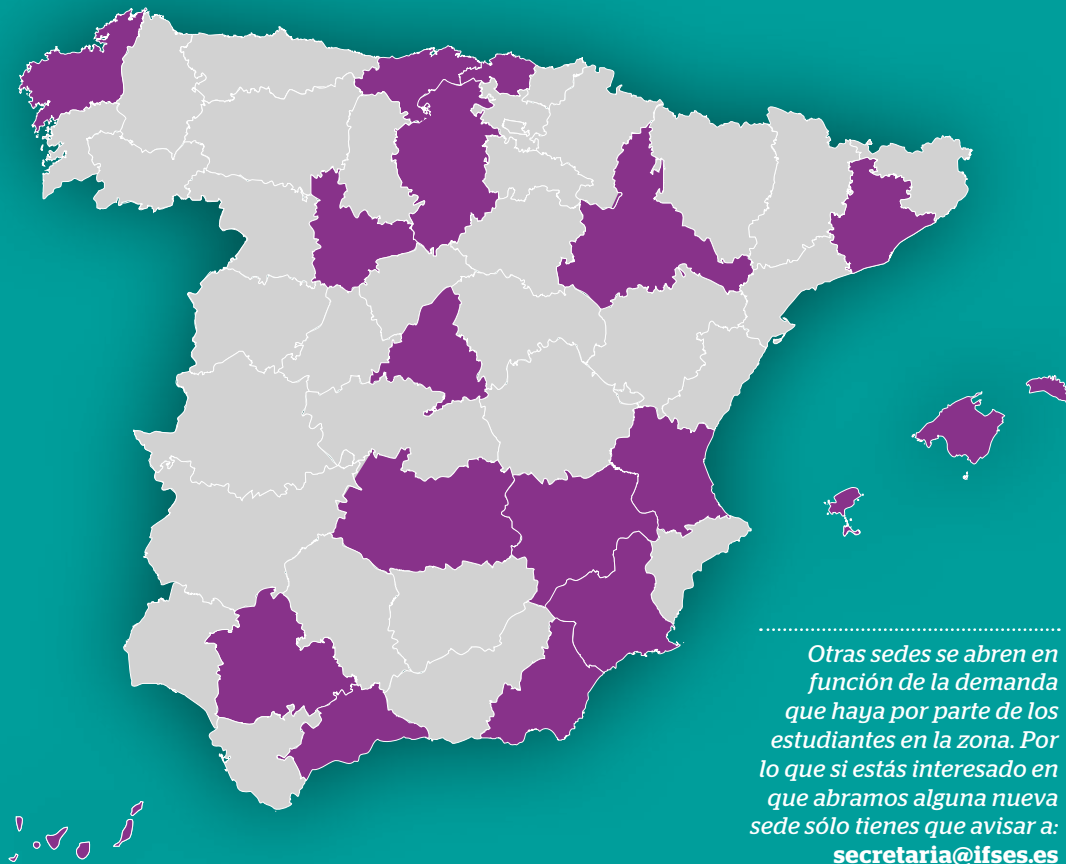 Otras sedes se abren en
función de la demanda
que haya por parte de los
estudiantes en la zona. Por
lo que si estás interesado en
que abramos alguna nueva
sede sólo tienes que avisar a:
secretaria@ifses.es